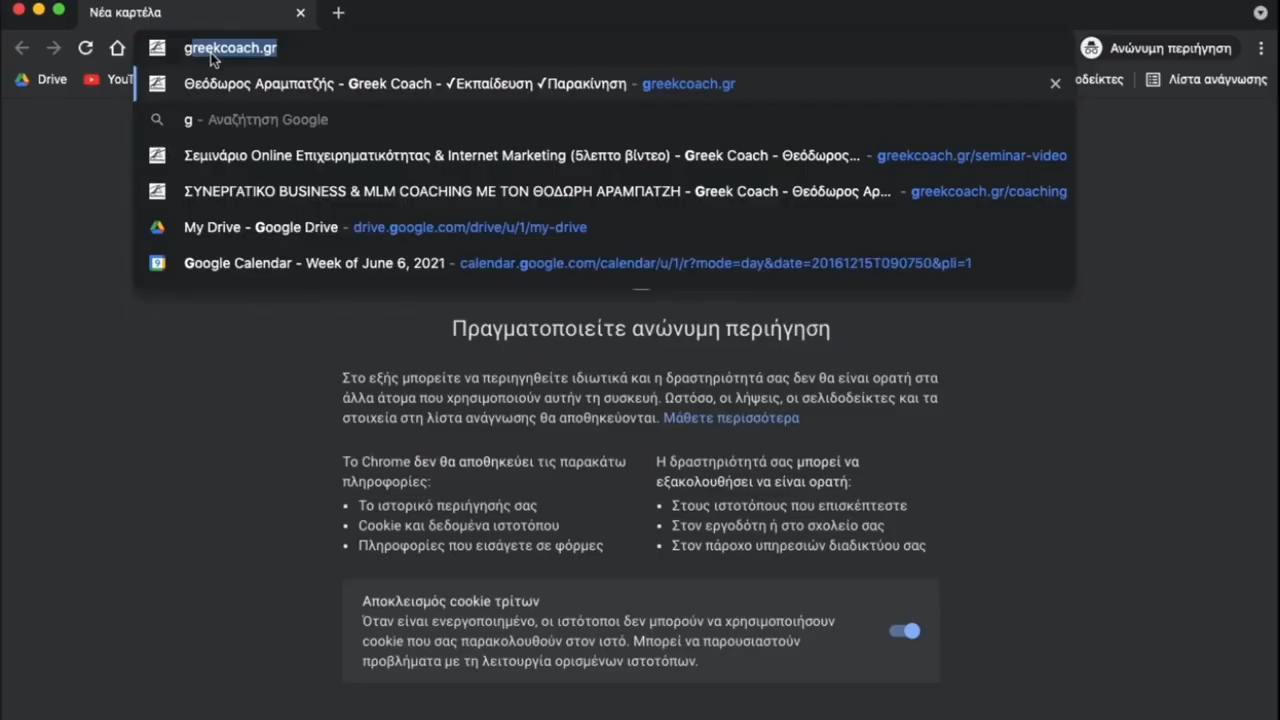 Νέα καρτέλα
greekcoach.gr
Ανώνυμη περιήγηση
Drive
Θεόδωρος Αραμπατζής - Greek Coach - √Εκπαίδευση √Παρακίνηση - greekcoach.gr
Λίστα ανάγνωσης
g - Αναζήτηση Google
Σεμινάριο Online Επιχειρηματικότητας & Internet Marketing (5λεπτο βίντεο) - Greek Coach - Θεόδωρος... - greekcoach.gr/seminar-video
ΣΥΝΕΡΓΑΤΙΚΟ BUSINESS & MLM COACHING ΜΕ ΤΟΝ ΘΟΔΩΡΗ ΑΡΑΜΠΑΤΖΗ - Greek Coach - Θεόδωρος Αρ... - greekcoach.gr/coaching
My Drive - Google Drive - drive.google.com/drive/u/1/my-drive
9 Google Calendar - Week of June 6, 2021 - calendar.google.com/calendar/u/1/r?mode=day&date=20161215T090750&pli=1
Πραγματοποιείτε ανώνυμη περιήγηση
Στο εξής μπορείτε να περιηγηθείτε ιδιωτικά και η δραστηριότητά σας δεν θα είναι ορατή στα
άλλα άτομα που χρησιμοποιούν αυτήν τη συσκευή. Ωστόσο, οι λήψεις, οι σελιδοδείκτες και τα
στοιχεία στη λίστα ανάγνωσης θα αποθηκεύονται. Μάθετε περισσότερα
Το Chrome δεν θα αποθηκεύει τις παρακάτω
πληροφορίες:
• Το ιστορικό περιήγησής σας
• Cookie και δεδομένα ιστοτόπου
• Πληροφορίες που εισάγετε σε φόρμες
Η δραστηριότητά σας μπορεί να
εξακολουθήσει να είναι ορατή:
• Στους ιστοτόπους που επισκέπτεστε
• Στον εργοδότη ή στο σχολείο σας
• Στον πάροχο υπηρεσιών διαδικτύου σας
Αποκλεισμός cookie τρίτων
Όταν είναι ενεργοποιημένο, οι ιστότοποι δεν μπορούν να χρησιμοποιήσουν
cookie που σας παρακολουθούν στον ιστό. Μπορεί να παρουσιαστούν
προβλήματα με τη λειτουργία ορισμένων ιστοτόπων.